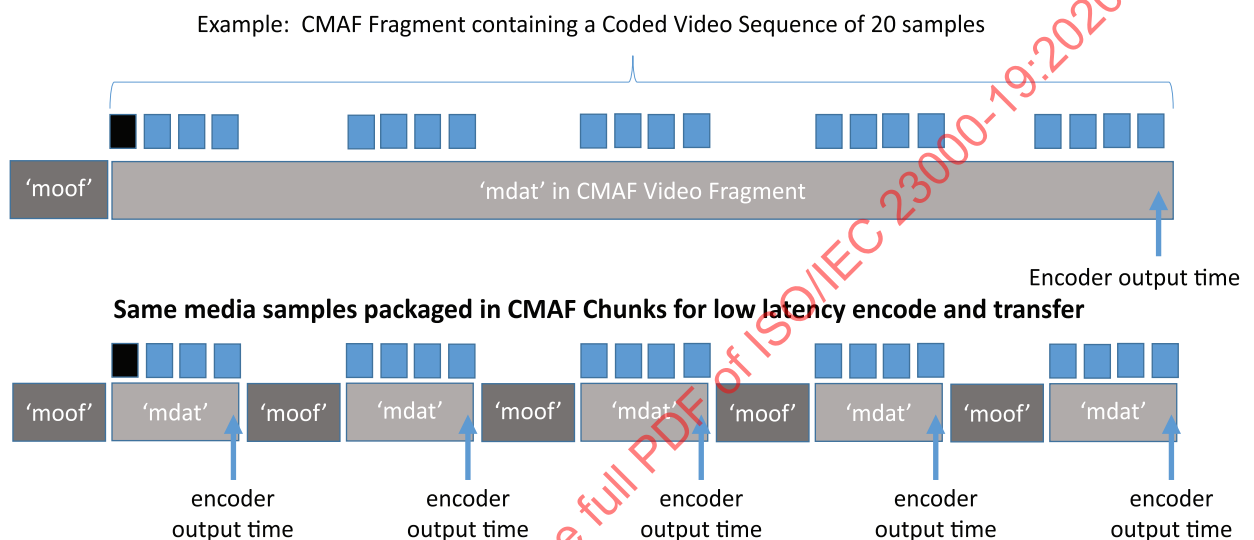 Example:  CMAF Fragment containing a Coded Video Sequence of 20 samples
‘moof’ ‘mdat’ in CMAF Video Fragment
Encoder output time
Same media samples packaged in CMAF Chunks for low latency encode and transfer
‘moof’ ‘mdat’ ‘moof’ ‘mdat’ ‘moof’ ‘mdat’ ‘moof’ ‘mdat’ ‘moof’ ‘mdat’
encoder encoder encoder encoder encoder
output time output time output time output time output time
full PDF of ISO/IEC 23000-19:2020